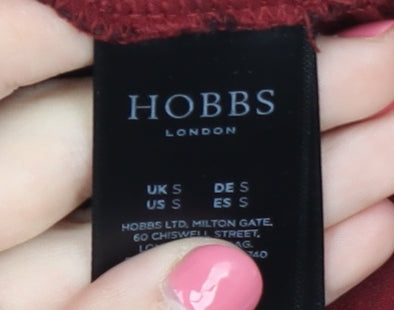 HOBBS
LONDON
UK S DE S
US S ES S
HOBBS LTD, MILTON GATE,
60 CHISWELL STREET,